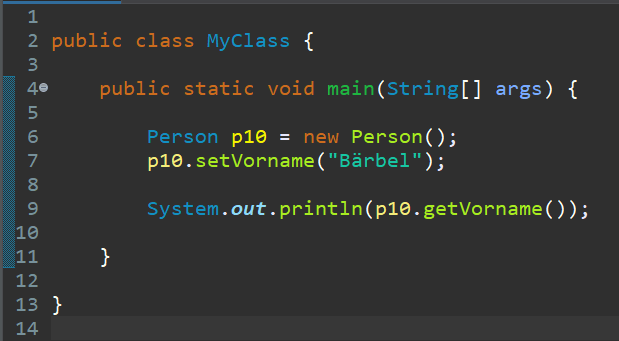 1
2 public class MyClass {
3
4 public static void main(String[] args) {
5
6 Person p10 = new Person();
7 p10.setVorname("Bärbel");
8
9 System.out.println(p10.getVorname());
10
11 }
12
13 }
14